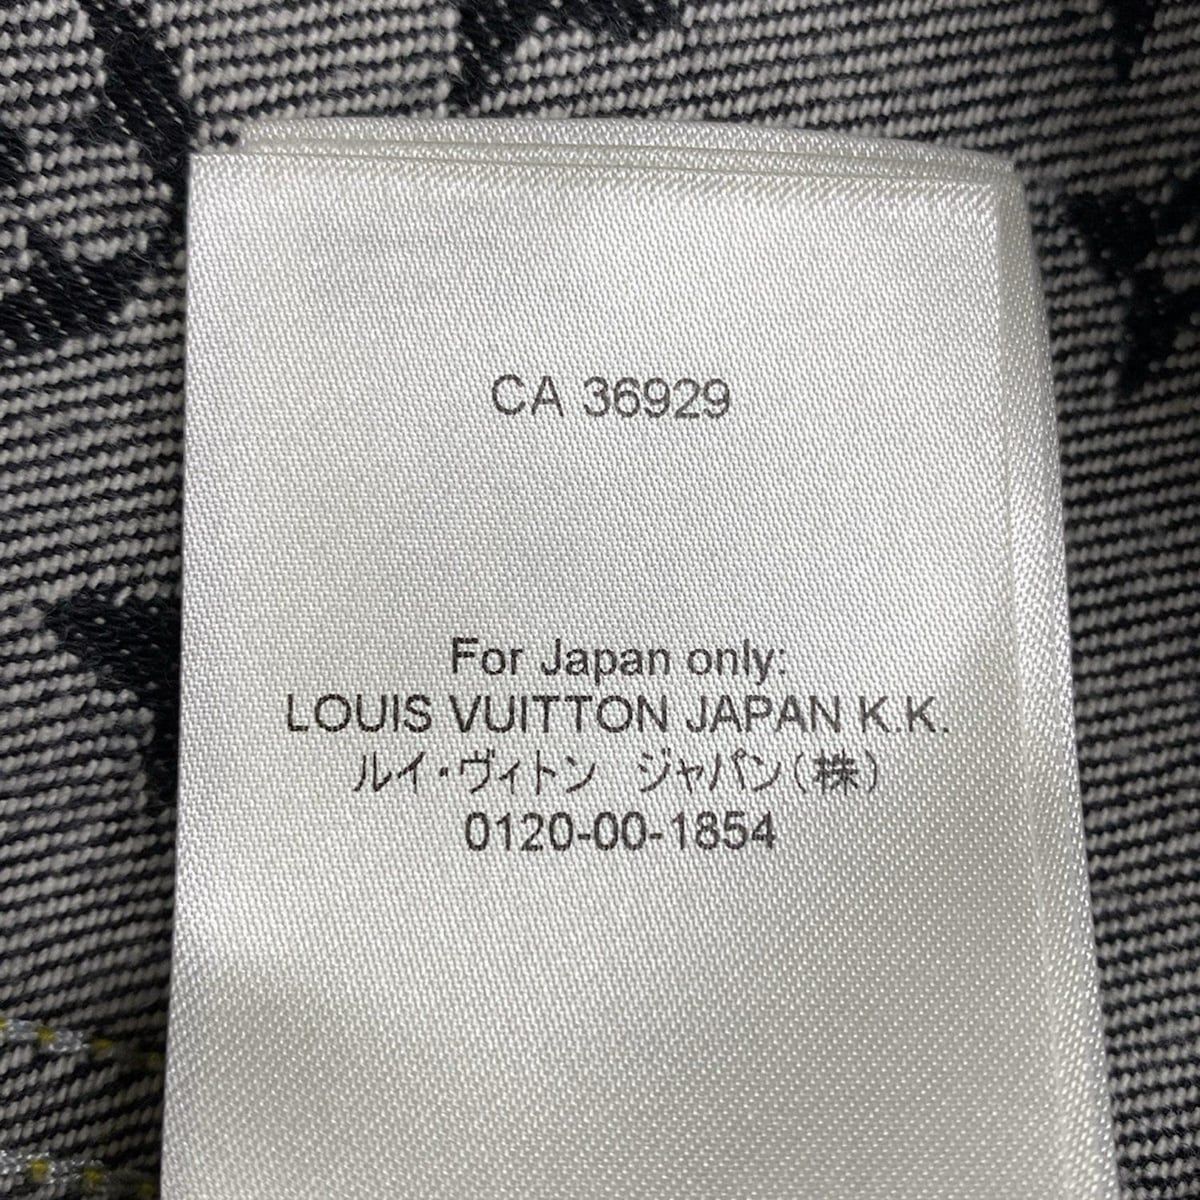 CA 36929
For Japan only:
LOUIS VUITTON JAPAN K.K.
ルイ・ヴィトン　ジャパン(株)
0120-00-1854